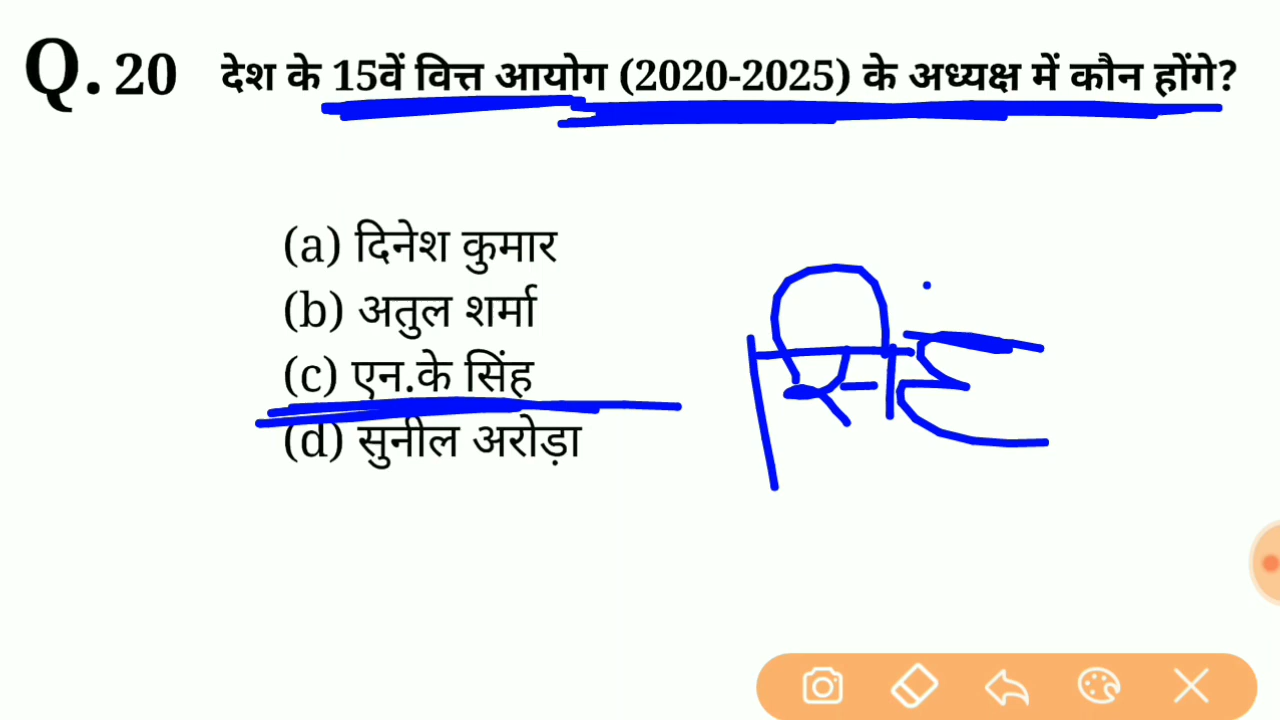 Q. 20 देश के 15वें वित्त आयोग (2020-2025) के अध्यक्ष में कौन होंगे?
(a) दिनेश कुमार
(b) अतुल शर्मा
(c) एन.के सिंह
(d) सुनील अरोड़ा
सिंह